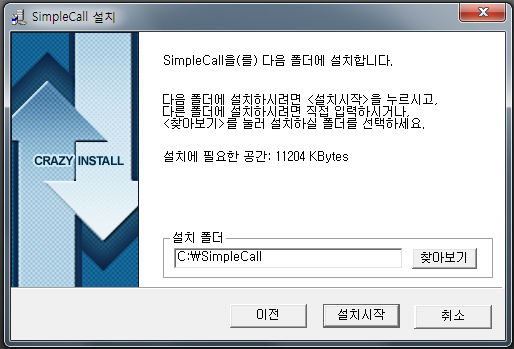 SimpleCall 설치
SimpleCall을(를) 다음 폴더에 설치합니다.
다음 폴더에 설치하시려면 <설치시작>을 누르시고,
다른 폴더에 설치하시려면 직접 입력하시거나,
<찾아보기>를 눌러 설치하실 폴더를 선택하세요.
CRAZY INSTALL
설치에 필요한 공간: 11204 KBytes
설치 폴더
C:₩SimpleCall
찾아보기
이전
설치시작
취소